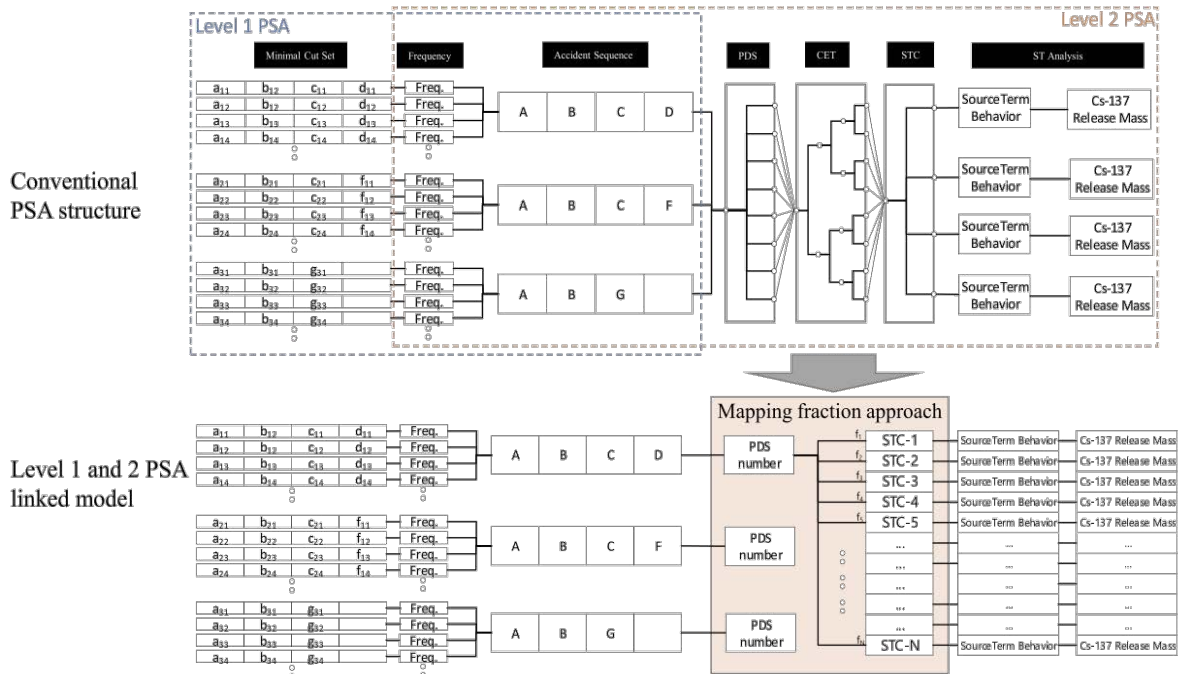 Level 1 PSA
Level 2 PSA
Minimal Cut Set Frequency Accident Sequence PDS CET STC ST Analysis
Conventional
PSA structure
a11 b12 c11 d11 Freq.
a12 b12 c12 d12 Freq.
a13 b13 c13 d13 Freq.
a14 b14 c14 d14 Freq.
A B C D
a21 b21 c21 f11 Freq.
a22 b22 c22 f12 Freq.
a23 b23 c23 f13 Freq.
a24 b24 c24 f14 Freq.
A B C F
a31 b31 g31 Freq.
a32 b32 g32 Freq.
a33 b33 g33 Freq.
a34 b34 g34 Freq.
A B G
SourceTerm
Behavior
Cs-137
Release Mass
SourceTerm
Behavior
Cs-137
Release Mass
SourceTerm
Behavior
Cs-137
Release Mass
SourceTerm
Behavior
Cs-137
Release Mass
Mapping fraction approach
Level 1 and 2 PSA
linked model
a11 b12 c11 d11 Freq.
a12 b12 c12 d12 Freq.
a13 b13 c13 d13 Freq.
a14 b14 c14 d14 Freq.
A B C D
PDS
number
a21 b21 c21 f11 Freq.
a22 b22 c22 f12 Freq.
a23 b23 c23 f13 Freq.
a24 b24 c24 f14 Freq.
A B C F
PDS
number
a31 b31 g31 Freq.
a32 b32 g32 Freq.
a33 b33 g33 Freq.
a34 b34 g34 Freq.
A B G
PDS
number
f1 STC-1 SourceTerm Behavior Cs-137 Release Mass
f2 STC-2 SourceTerm Behavior Cs-137 Release Mass
f3 STC-3 SourceTerm Behavior Cs-137 Release Mass
f4 STC-4 SourceTerm Behavior Cs-137 Release Mass
f5 STC-5 SourceTerm Behavior Cs-137 Release Mass
... ... ...
... ... ...
... ... ...
... ... ...
... ... ...
fN STC-N SourceTerm Behavior Cs-137 Release Mass